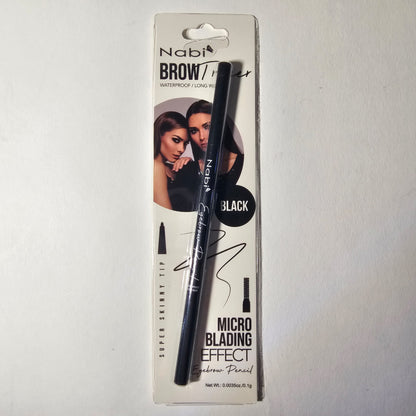 Nabi
BROW
WATERPROOF / LONG
Nabi
BLACK
Eyebrow
SUPER SKINNY TIP
MICRO
BLADING
EFFECT
Eyebrow Pencil
Net Wt.: 0.0035oz./0.1g